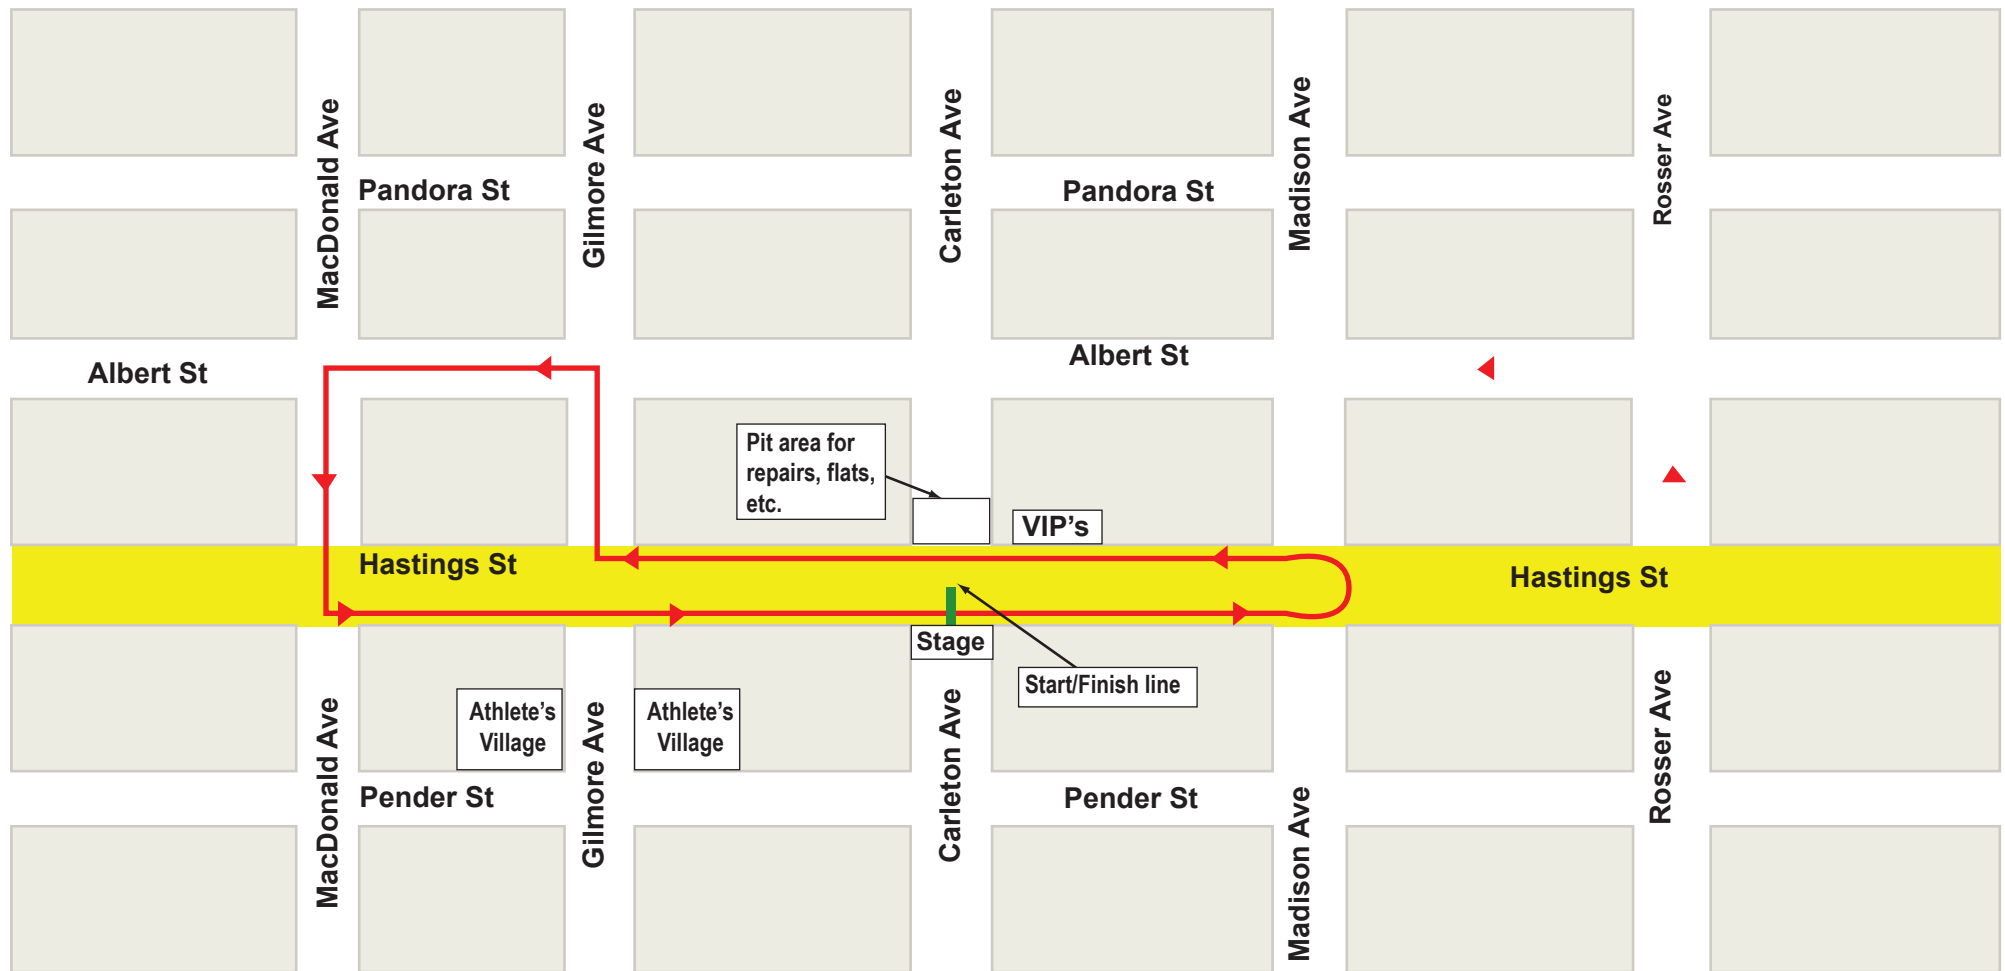 MacDonald Ave
Gilmore Ave
Carleton Ave
Madison Ave
Rosser Ave
Pandora St
Pandora St
Albert St
Albert St
Pit area for
repairs, flats,
etc.
VIP's
Hastings St
Hastings St
Stage
Start/Finish line
Athlete's
Village
Athlete's
Village
MacDonald Ave
Gilmore Ave
Carleton Ave
Madison Ave
Rosser Ave
Pender St
Pender St